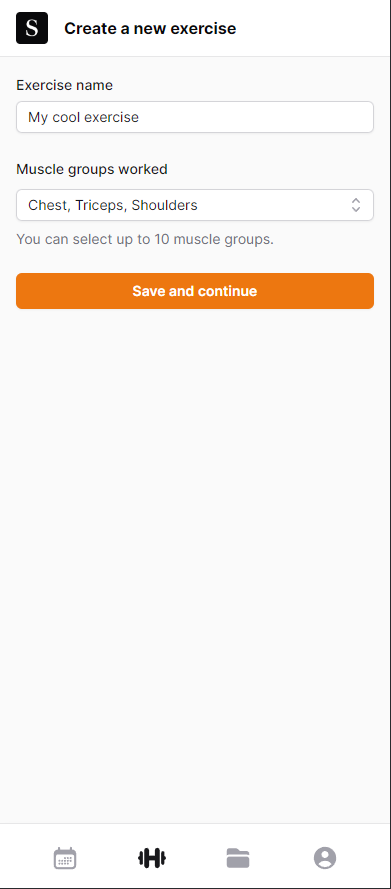 S
Create a new exercise
Exercise name
My cool exercise
Muscle groups worked
Chest, Triceps, Shoulders
You can select up to 10 muscle groups.
Save and continue